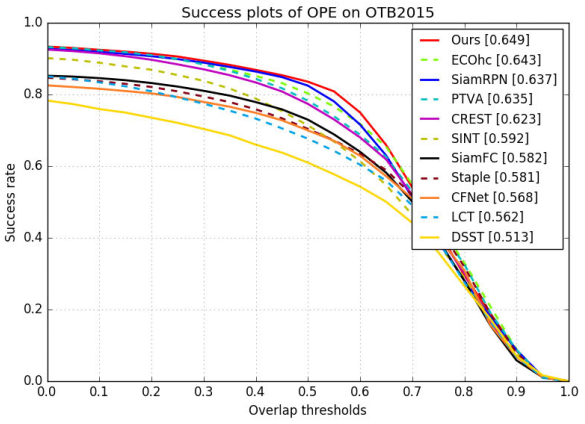 Success plots of OPE on OTB2015
Success rate
1.0
0.8
0.6
0.4
0.2
0.0
Ours [0.649]
ECOhc [0.643]
SiamRPN [0.637]
PTVA [0.635]
CREST [0.623]
SINT [0.592]
SiamFC [0.582]
Staple [0.581]
CFNet [0.568]
LCT [0.562]
DSST [0.513]
0.0 0.1 0.2 0.3 0.4 0.5 0.6 0.7 0.8 0.9 1.0
Overlap thresholds